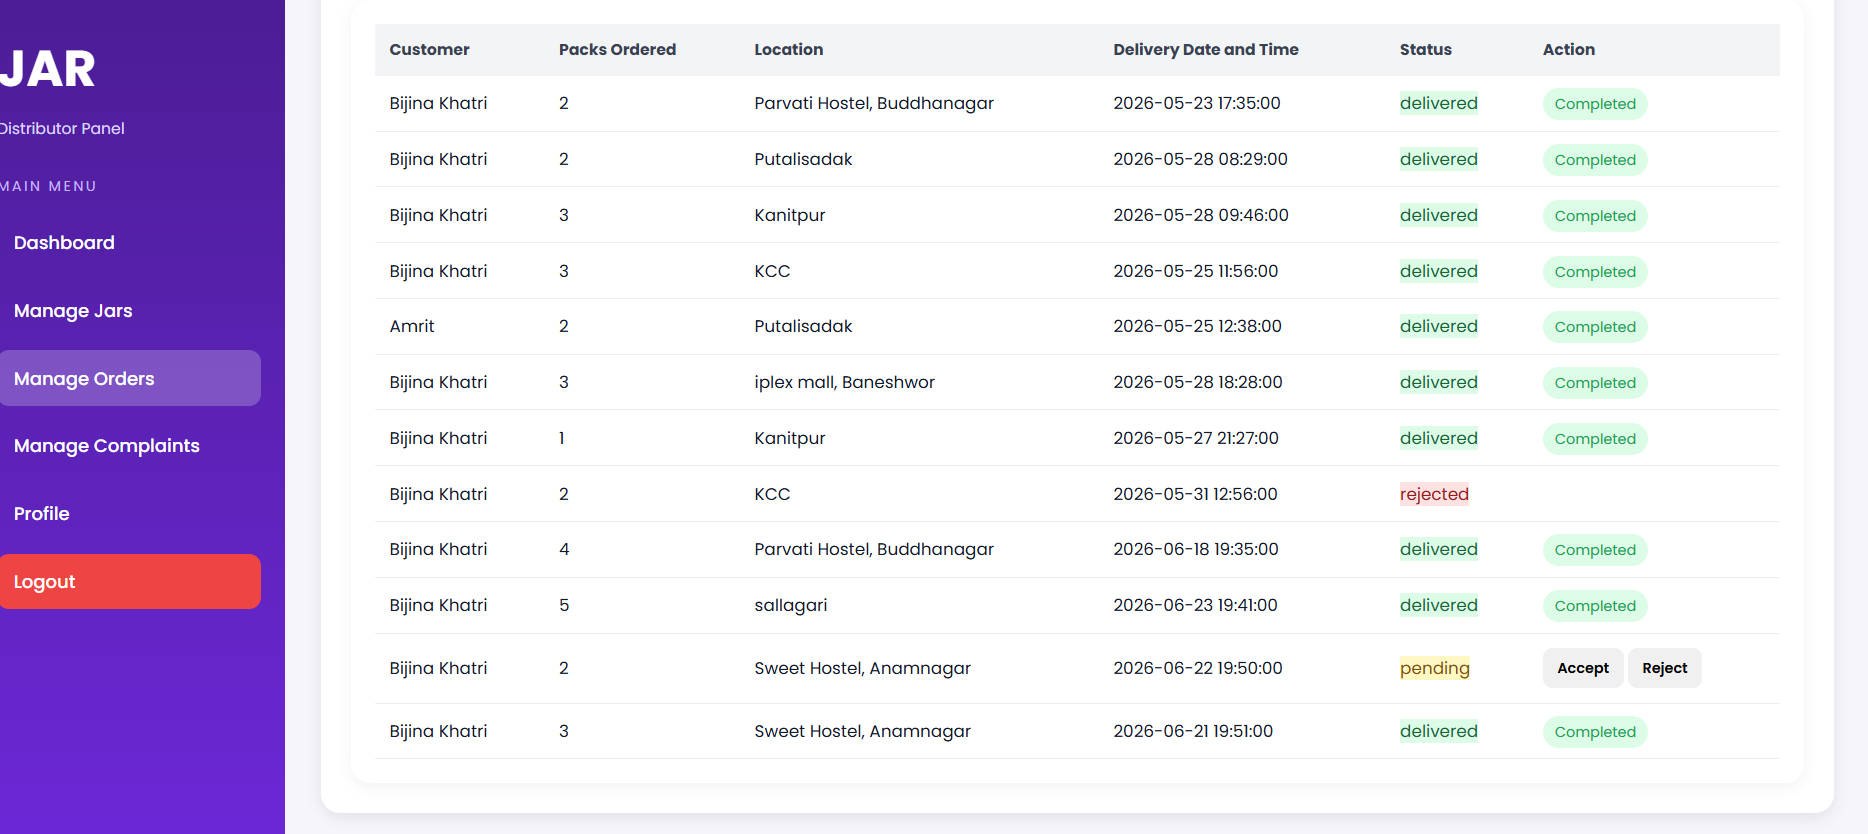 JAR
Distributor Panel
MAIN MENU
Dashboard
Manage Jars
Manage Orders
Manage Complaints
Profile
Logout
Customer Packs Ordered Location Delivery Date and Time Status Action
Bijina Khatri 2 Parvati Hostel, Buddhanagar 2026-05-23 17:35:00 delivered Completed
Bijina Khatri 2 Putalisadak 2026-05-28 08:29:00 delivered Completed
Bijina Khatri 3 Kanitpur 2026-05-28 09:46:00 delivered Completed
Bijina Khatri 3 KCC 2026-05-25 11:56:00 delivered Completed
Amrit 2 Putalisadak 2026-05-25 12:38:00 delivered Completed
Bijina Khatri 3 iplex mall, Baneshwor 2026-05-28 18:28:00 delivered Completed
Bijina Khatri 1 Kanitpur 2026-05-27 21:27:00 delivered Completed
Bijina Khatri 2 KCC 2026-05-31 12:56:00 rejected
Bijina Khatri 4 Parvati Hostel, Buddhanagar 2026-06-18 19:35:00 delivered Completed
Bijina Khatri 5 sallagari 2026-06-23 19:41:00 delivered Completed
Bijina Khatri 2 Sweet Hostel, Anamnagar 2026-06-22 19:50:00 pending Accept Reject
Bijina Khatri 3 Sweet Hostel, Anamnagar 2026-06-21 19:51:00 delivered Completed